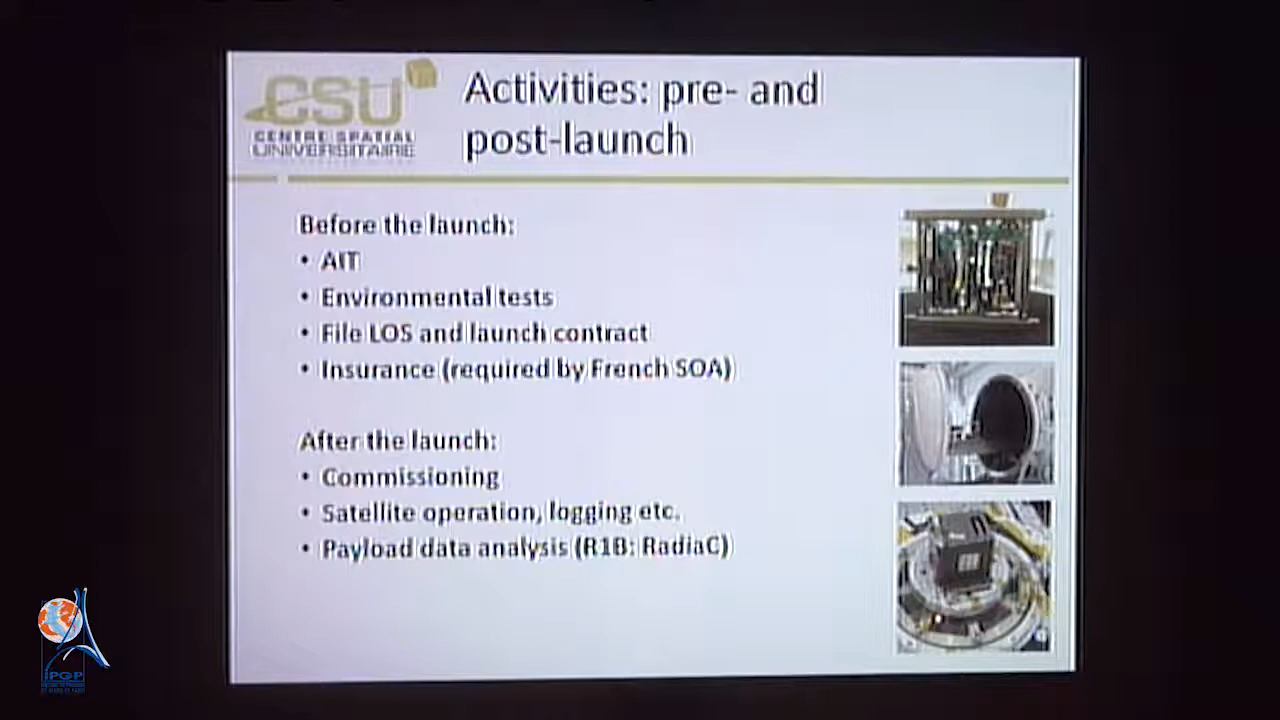 CSU
CENTRE SPATIAL
UNIVERSITAIRE
Activities: pre- and
post-launch
Before the launch:
• AIT
• Environmental tests
• File LOS and launch contract
• Insurance (required by French SOA)
After the launch:
• Commissioning
• Satellite operation, logging etc.
• Payload data analysis (R1B: RadiaC)
iPGP